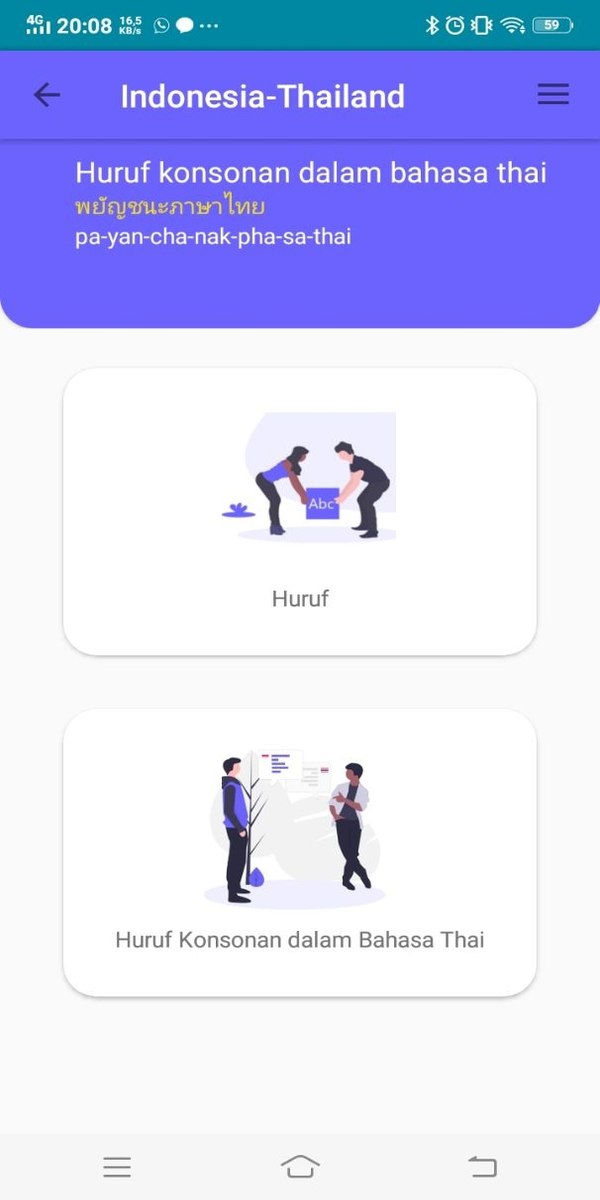 4G 20:08 16,5 KB/s 59
Indonesia-Thailand
Huruf konsonan dalam bahasa thai
พยัญชนะภาษาไทย
pa-yan-cha-nak-pha-sa-thai
Abc
Huruf
Huruf Konsonan dalam Bahasa Thai